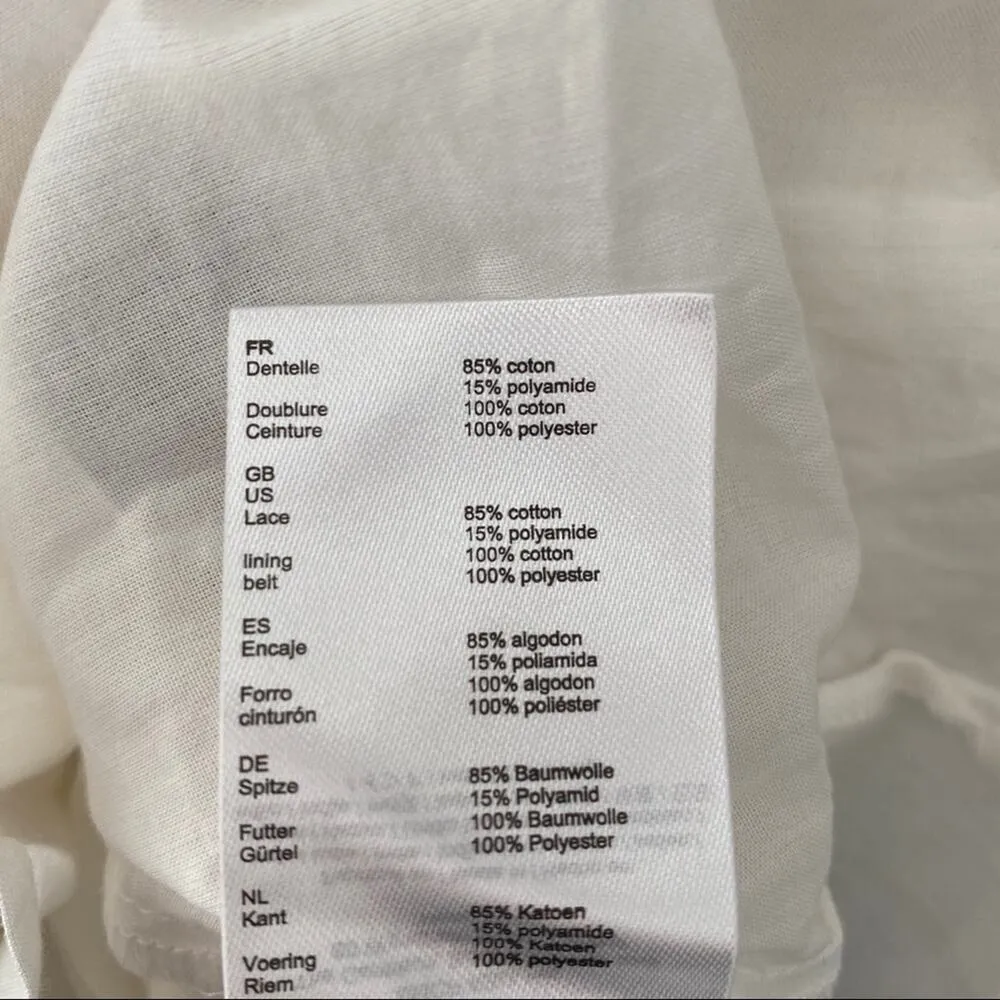 FR
Dentelle 85% coton
15% polyamide
Doublure 100% coton
Ceinture 100% polyester
GB
US
Lace 85% cotton
15% polyamide
lining 100% cotton
belt 100% polyester
ES
Encaje 85% algodon
15% poliamida
Forro 100% algodon
cinturón 100% poliéster
DE
Spitze 85% Baumwolle
15% Polyamid
Futter 100% Baumwolle
Gürtel 100% Polyester
NL
Kant 85% Katoen
15% polyamide
Voering 100% Katoen
Riem 100% polyester